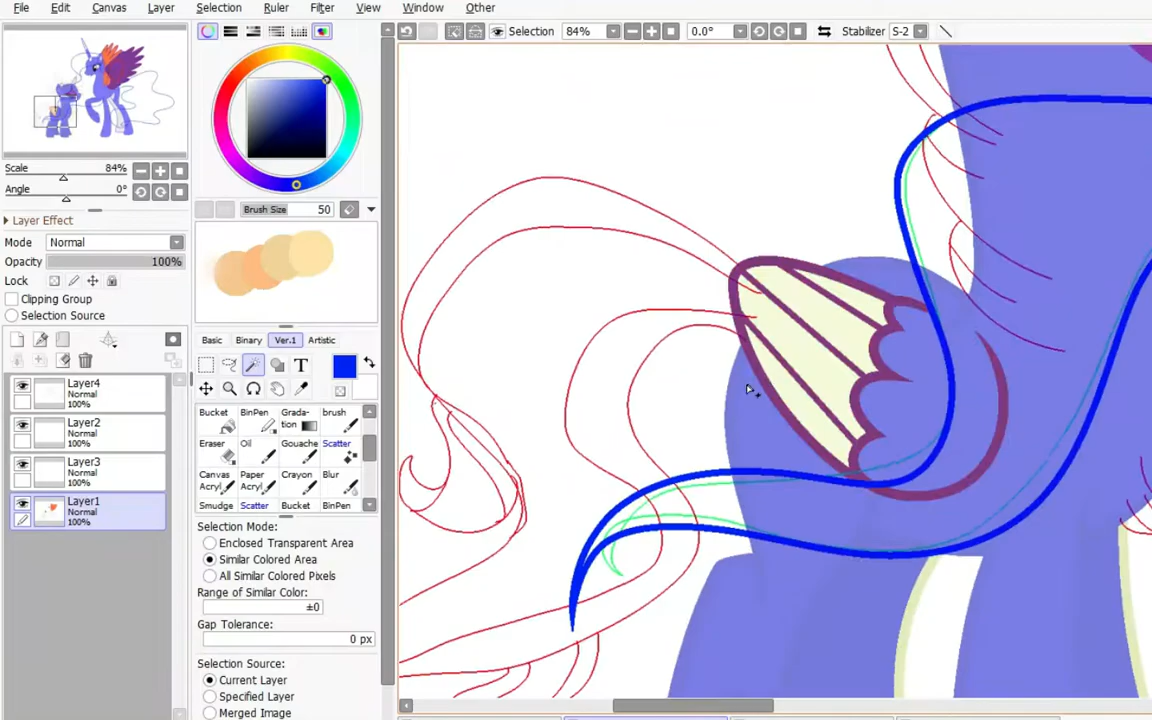 File Edit Layer Selection Ruler Filter View Window Other
Selection 84% 0.0° Stabilizer S-2
Scale 84%
Angle 0°
Layer Effect
Mode Normal
Opacity 100%
Lock
Clipping Group
Selection Source
Layer4
Normal
100%
Layer2
Normal
100%
Layer3
Normal
100%
Layer1
Normal
100%
Brush Size 50
Basic Binary Ver.1 Artistic
T
Bucket BinPen Grada-tion brush
Eraser Oil Gouache Scatter
Canvas Acryl Paper Acryl Crayon Blur
Smudge Scatter Bucket BinPen
Selection Mode:
Enclosed Transparent Area
Similar Colored Area
All Similar Colored Pixels
Range of Similar Color:
±0
Gap Tolerance:
0 px
Selection Source:
Current Layer
Specified Layer
Merged Image